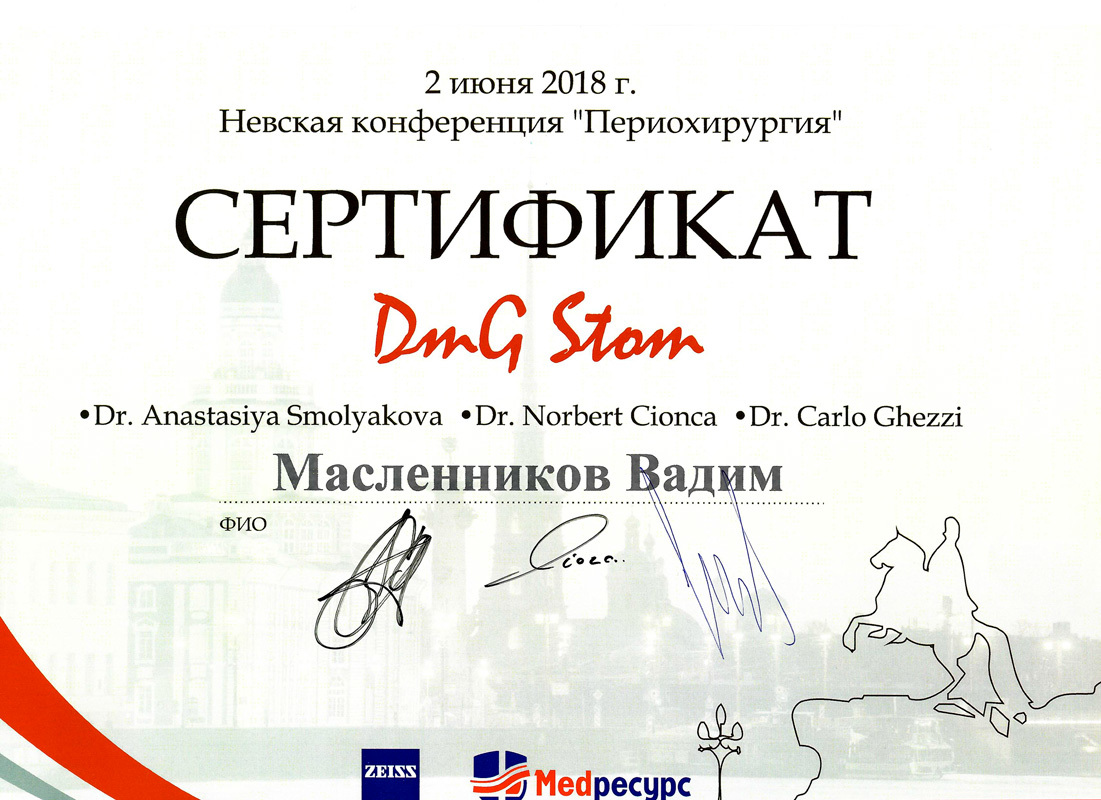 2 июня 2018 г.
Невская конференция "Периохирургия"
СЕРТИФИКАТ
DmG Stom
•Dr. Anastasiya Smolyakova •Dr. Norbert Cionca •Dr. Carlo Ghezzi
Масленников Вадим
ФИО
ZEISS Медресурс